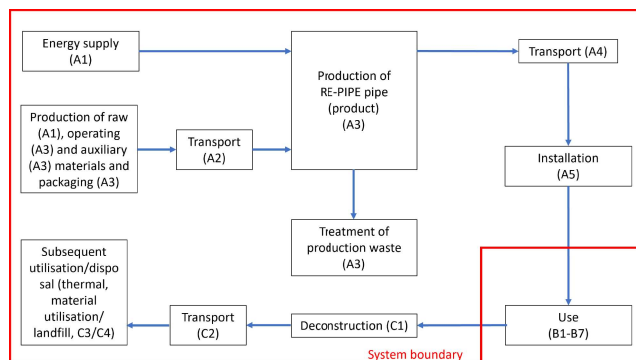 Energy supply
(A1)
Production of
RE-PIPE pipe
(product)
(A3)
Transport (A4)
Production of raw
(A1), operating
(A3) and auxiliary
(A3) materials and
packaging (A3)
Transport
(A2)
Installation
(A5)
Treatment of
production waste
(A3)
Subsequent
utilisation/dispo
sal (thermal,
material
utilisation/
landfill, C3/C4)
Transport
(C2)
Deconstruction (C1)
Use
(B1-B7)
System boundary